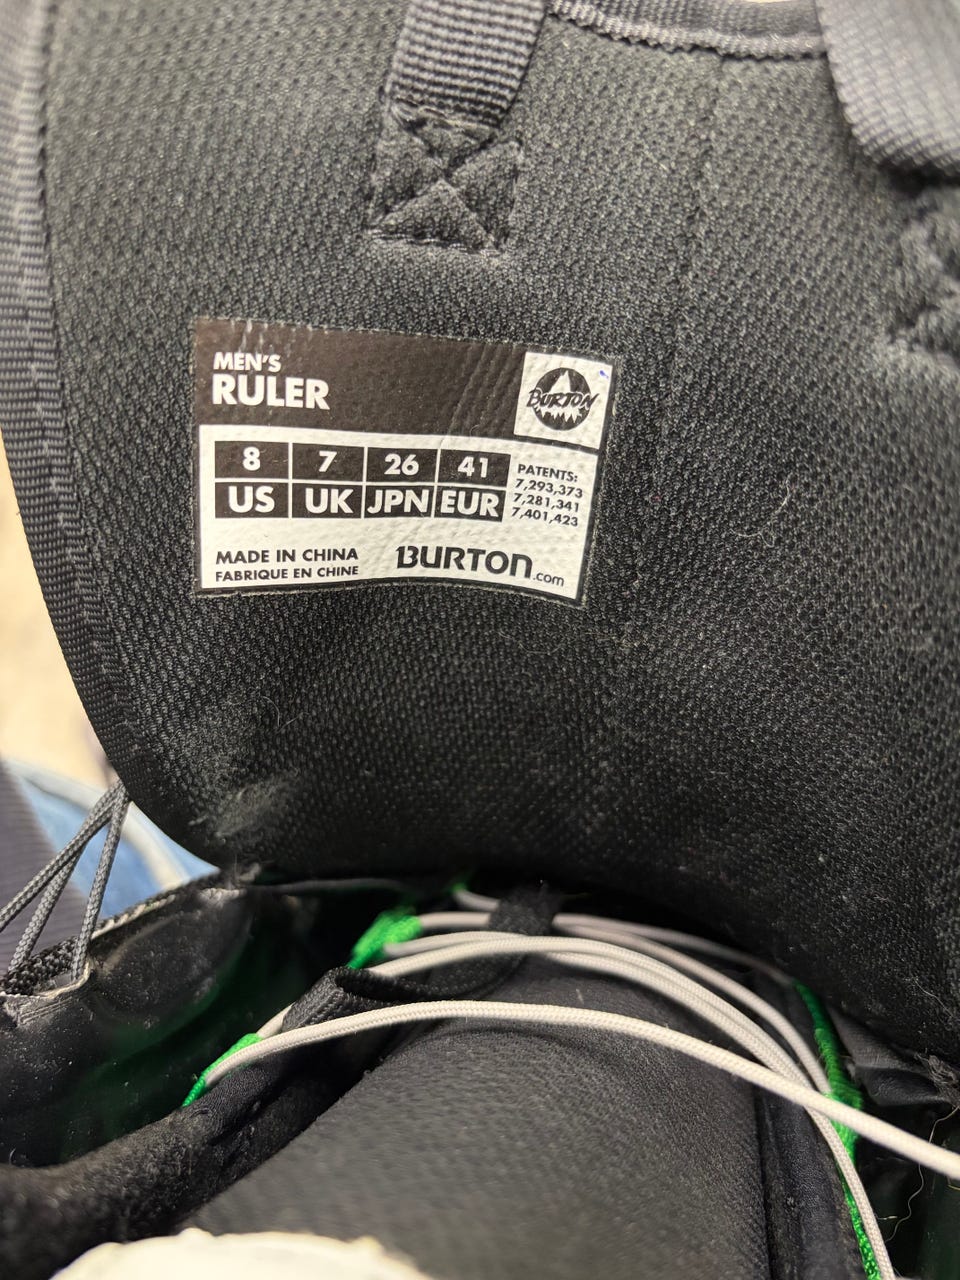 MEN'S
RULER
BURTON
8 7 26 41
US UK JPN EUR
PATENTS:
7,293,373
7,281,341
7,401,423
MADE IN CHINA
FABRIQUE EN CHINE
BURTON.com